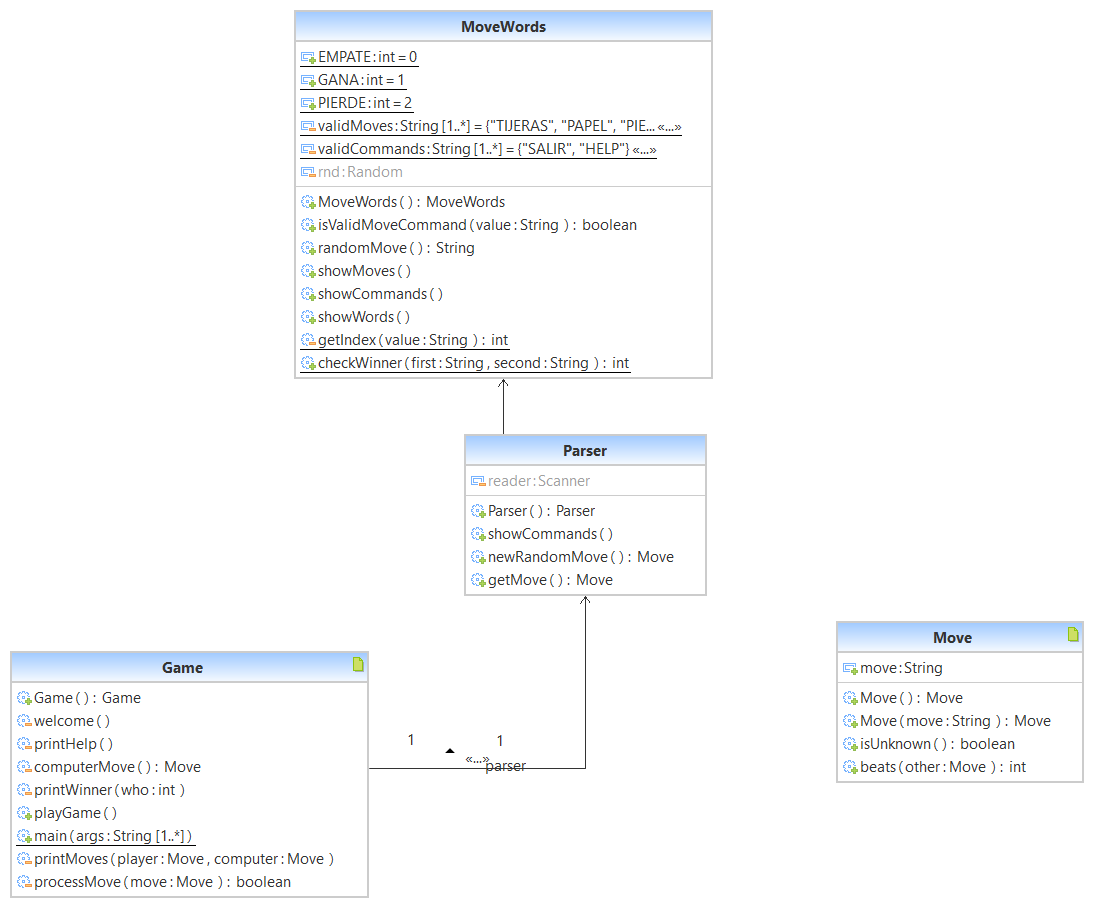 MoveWords
EMPATE:int = 0
GANA:int = 1
PIERDE:int = 2
validMoves:String [1..*] = {"TIJERAS", "PAPEL", "PIE... «...»
validCommands:String [1..*] = {"SALIR", "HELP"} «...»
rnd:Random
MoveWords ( ) : MoveWords
isValidMoveCommand (value:String ) : boolean
randomMove ( ) : String
showMoves ( )
showCommands ( )
showWords ( )
getIndex (value:String ) : int
checkWinner (first:String , second:String ) : int
Parser
reader:Scanner
Parser ( ) : Parser
showCommands ( )
newRandomMove ( ) : Move
getMove ( ) : Move
Move
move:String
Move ( ) : Move
Move (move:String ) : Move
isUnknown ( ) : boolean
beats (other:Move ) : int
Game
Game ( ) : Game
welcome ( )
printHelp ( )
computerMove ( ) : Move
printWinner (who:int )
playGame ( )
main (args:String [1..*] )
printMoves (player:Move , computer:Move )
processMove (move:Move ) : boolean
1
1
«...»
parser